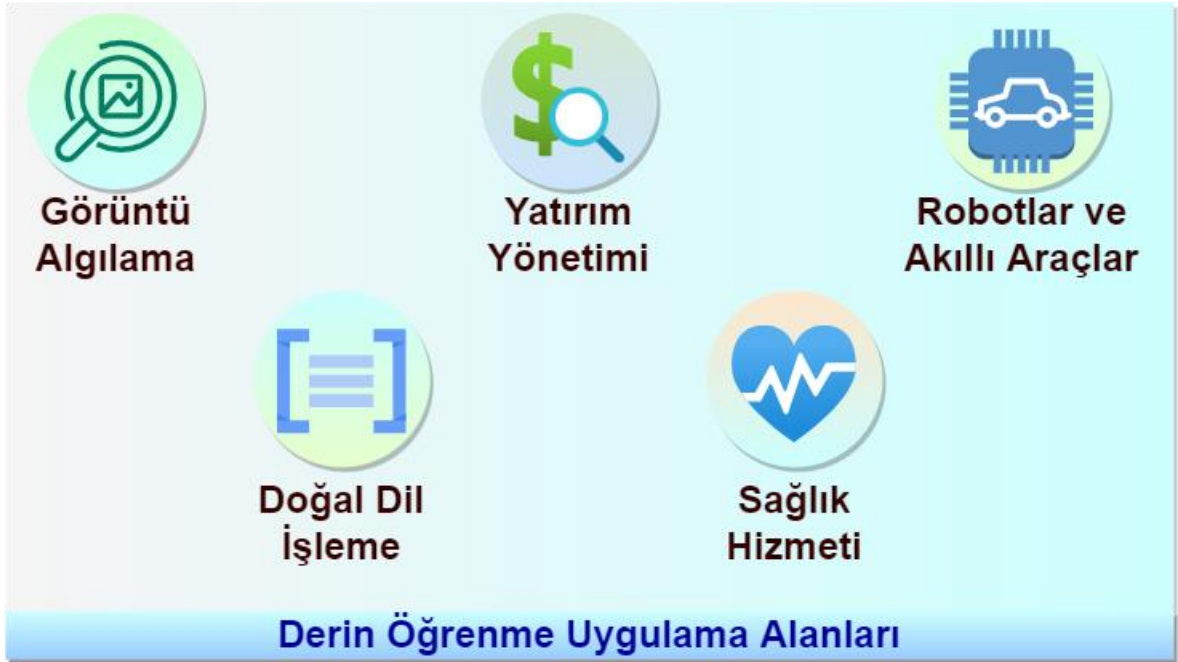 Görüntü
Algılama
Yatırım
Yönetimi
Robotlar ve
Akıllı Araçlar
Doğal Dil
İşleme
Sağlık
Hizmeti
Derin Öğrenme Uygulama Alanları